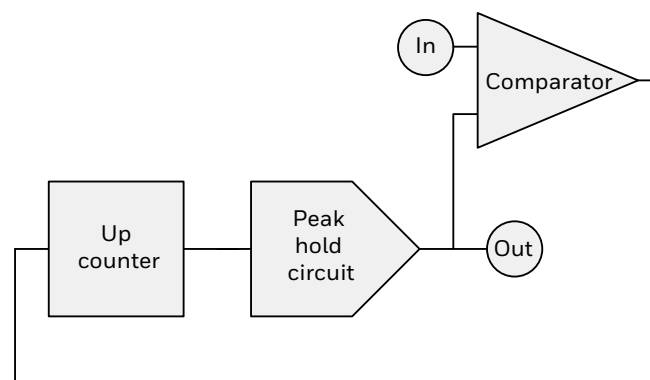 In
Comparator
Up
counter
Peak
hold
circuit
Out